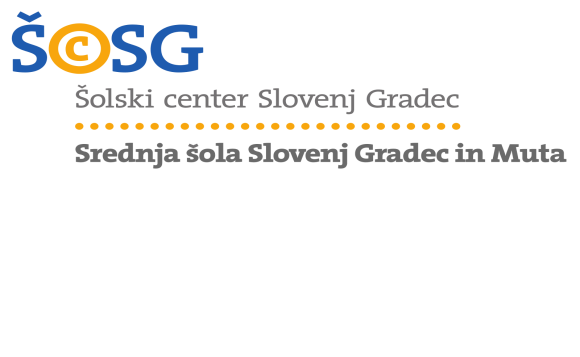 ŠCSG
Šolski center Slovenj Gradec
Srednja šola Slovenj Gradec in Muta